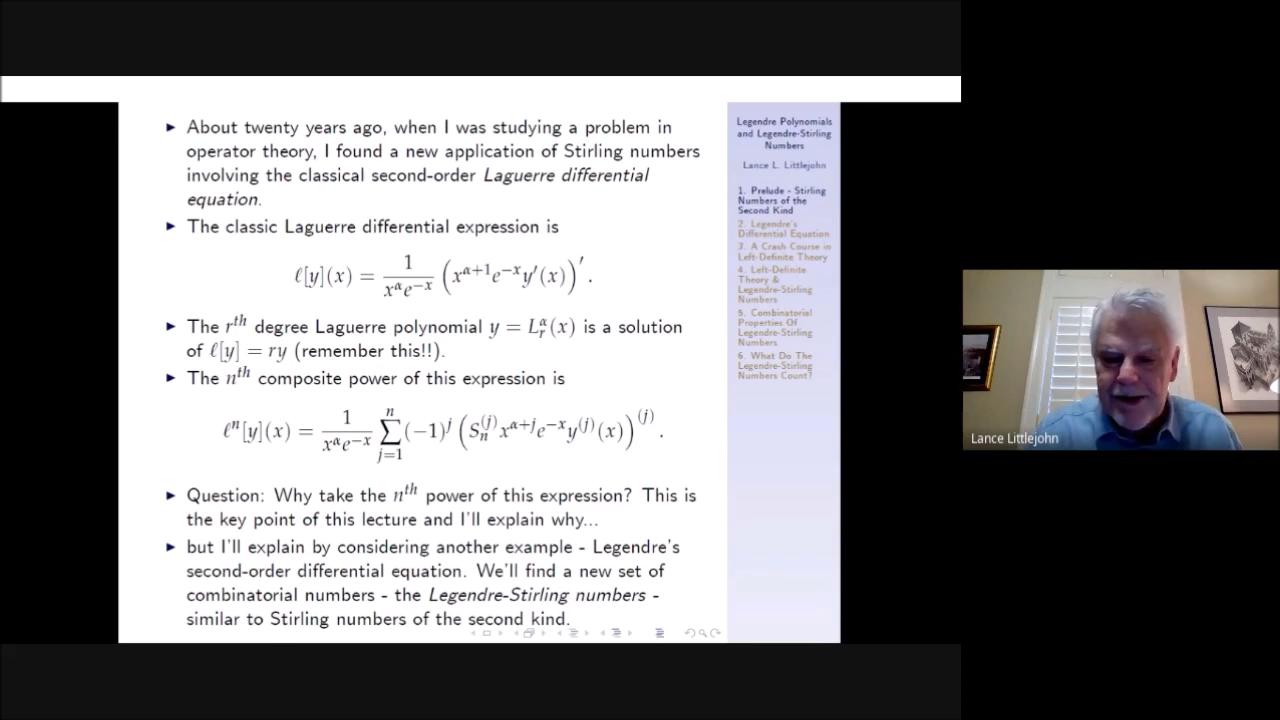 ► About twenty years ago, when I was studying a problem in
operator theory, I found a new application of Stirling numbers
involving the classical second-order Laguerre differential
equation.
► The classic Laguerre differential expression is
ℓ[y](x) = 1/(x^α e^{−x}) (x^{α+1} e^{−x} y′(x))′.
► The r^{th} degree Laguerre polynomial y = L_r^α(x) is a solution
of ℓ[y] = ry (remember this!!).
► The n^{th} composite power of this expression is
ℓ^n[y](x) = 1/(x^α e^{−x}) ∑_{j=1}^{n} (−1)^j (S_n^{(j)} x^{α+j} e^{−x} y^{(j)}(x))^{(j)}.
► Question: Why take the n^{th} power of this expression? This is
the key point of this lecture and I'll explain why...
► but I'll explain by considering another example - Legendre's
second-order differential equation. We'll find a new set of
combinatorial numbers - the Legendre-Stirling numbers -
similar to Stirling numbers of the second kind.
Legendre Polynomials
and Legendre-Stirling
Numbers
Lance L. Littlejohn
1. Prelude - Stirling
Numbers of the
Second Kind
2. Legendre's
Differential Equation
3. A Crash Course in
Left-Definite Theory
4. Left-Definite
Theory &
Legendre-Stirling
Numbers
5. Combinatorial
Properties Of
Legendre-Stirling
Numbers
6. What Do The
Legendre-Stirling
Numbers Count?
Lance Littlejohn